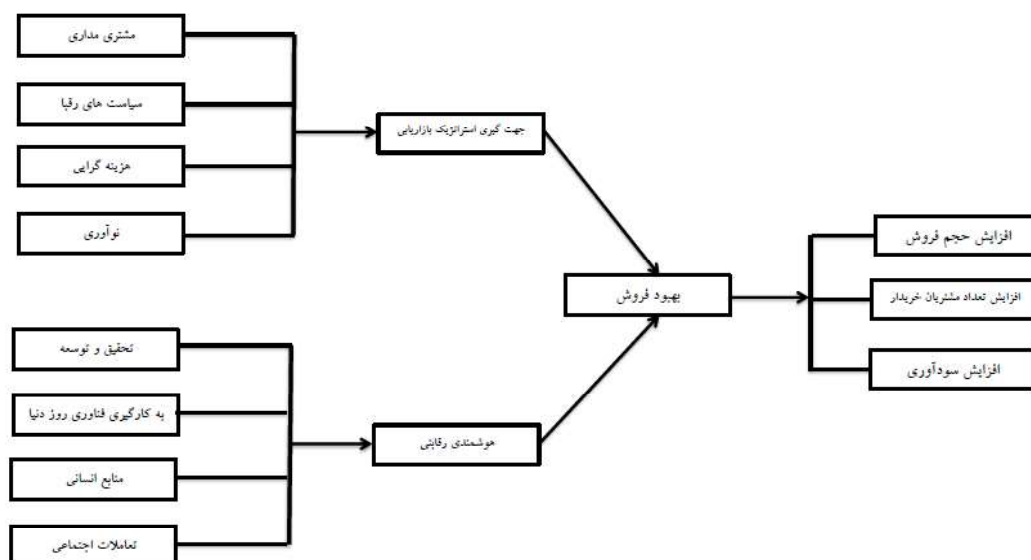 مشتری مداری
سیاست های رقبا
هزینه گرایی
نوآوری
جهت گیری استراتژیک بازاریابی
تحقیق و توسعه
به کارگیری فناوری روز دنیا
منابع انسانی
تعاملات اجتماعی
هوشمندی رقابتی
بهبود فروش
افزایش حجم فروش
افزایش تعداد مشتریان خریدار
افزایش سودآوری